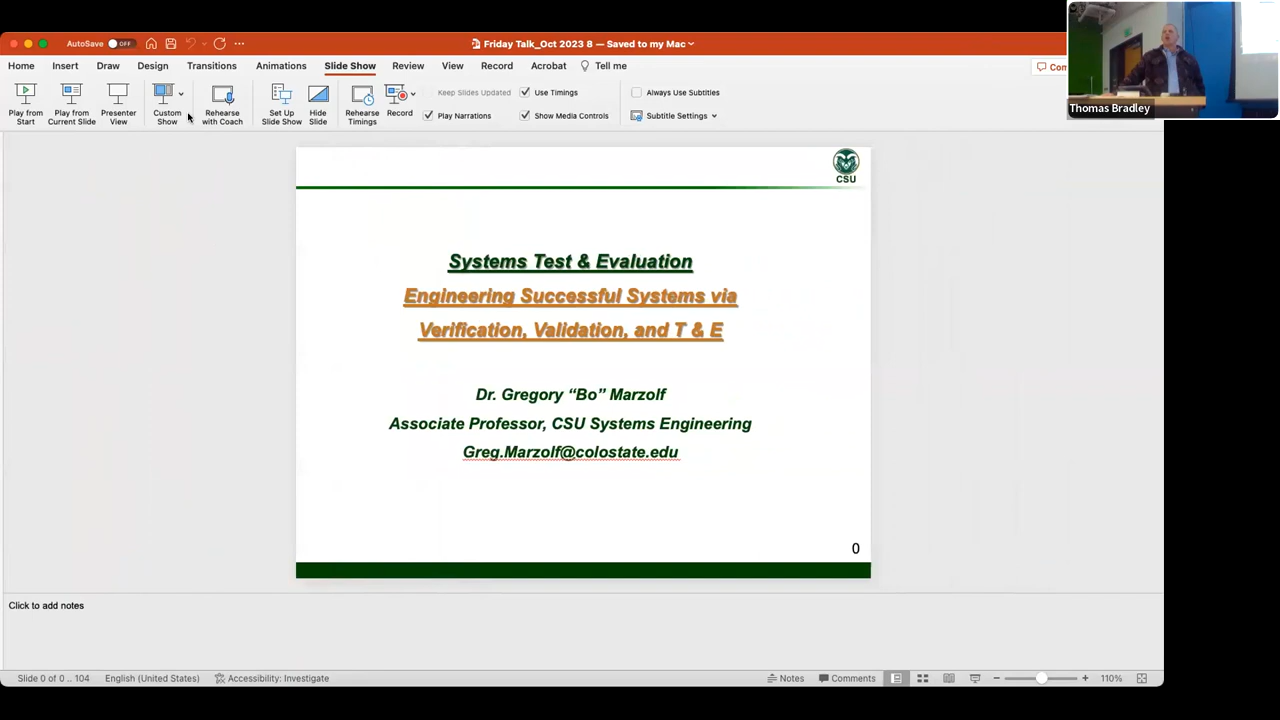 AutoSave OFF
Friday Talk_Oct 2023 8 — Saved to my Mac
Home Insert Draw Design Transitions Animations Slide Show Review View Record Acrobat Tell me
Play from Start
Play from Current Slide
Presenter View
Custom Show
Rehearse with Coach
Set Up Slide Show
Hide Slide
Rehearse Timings
Record
Keep Slides Updated
Use Timings
Play Narrations
Show Media Controls
Always Use Subtitles
Subtitle Settings
Thomas Bradley
CSU
Systems Test & Evaluation
Engineering Successful Systems via
Verification, Validation, and T & E
Dr. Gregory “Bo” Marzolf
Associate Professor, CSU Systems Engineering
Greg.Marzolf@colostate.edu
0
Click to add notes
Slide 0 of 0 .. 104 English (United States) Accessibility: Investigate Notes Comments 110%